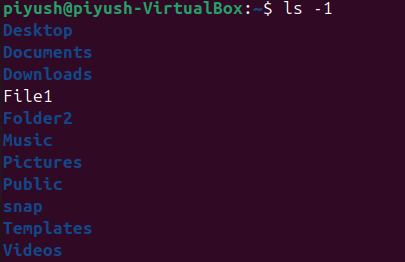 piyush@piyush-VirtualBox:~$ ls -1
Desktop
Documents
Downloads
File1
Folder2
Music
Pictures
Public
snap
Templates
Videos